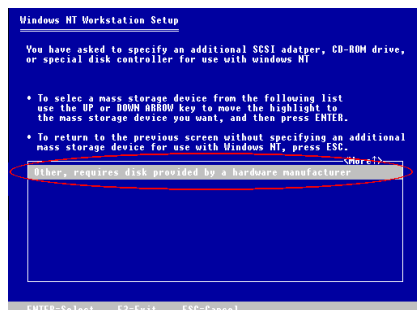 Windows NT Workstation Setup
You have asked to specify an additional SCSI adatper, CD-ROM drive,
or special disk controller for use with windows NT
• To selec a mass storage device from the following list
use the UP or DOWN ARROW key to move the highlight to
the mass storage device you want, and then press ENTER.
• To return to the previous screen without specifying an additional
mass storage device for use with Windows NT, press ESC.
<More↑>
Other, requires disk provided by a hardware manufacturer
ENTER=Select F3=Exit ESC=Cancel